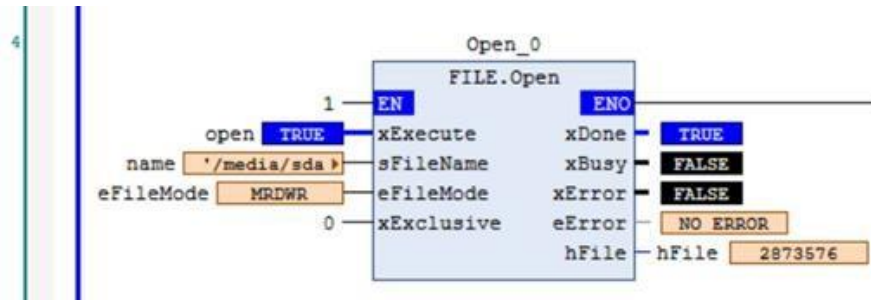 4
Open_0
FILE.Open
1 EN ENO
open TRUE xExecute xDone TRUE
name '/media/sda sFileName xBusy FALSE
eFileMode MRDWR eFileMode xError FALSE
0 xExclusive eError NO ERROR
hFile hFile 2873576